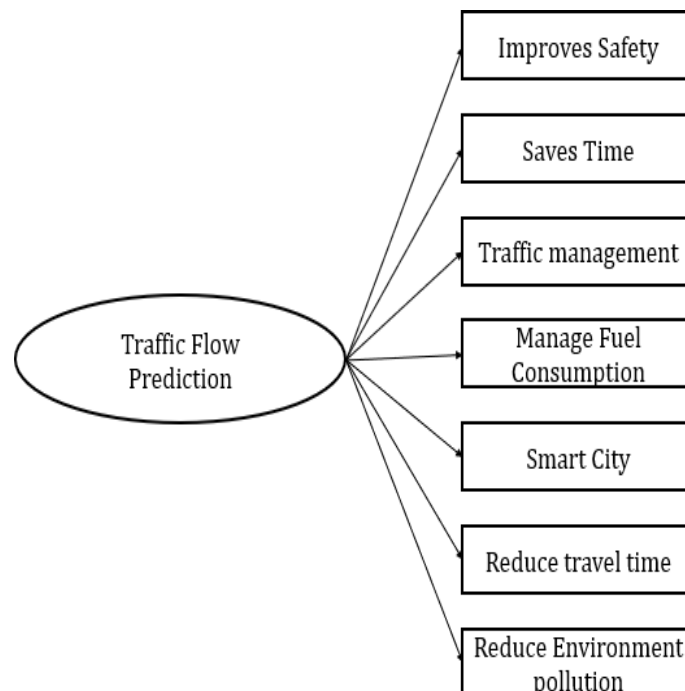 Improves Safety
Saves Time
Traffic management
Traffic Flow
Prediction
Manage Fuel
Consumption
Smart City
Reduce travel time
Reduce Environment
pollution